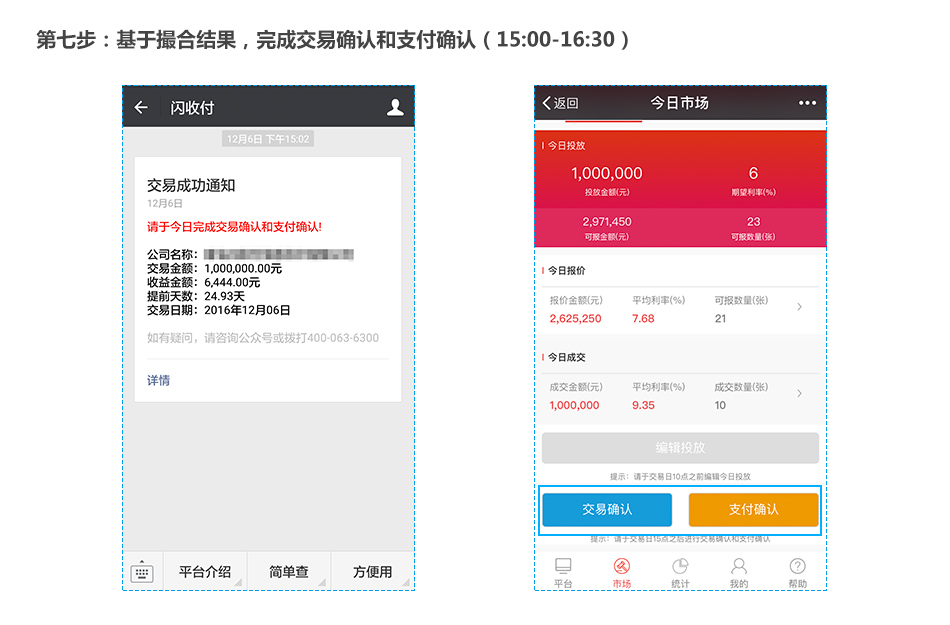 第七步：基于撮合结果，完成交易确认和支付确认（15:00-16:30）
闪收付
12月6日 下午15:02
交易成功通知
12月6日
请于今日完成交易确认和支付确认!
公司名称:
交易金额: 1,000,000.00元
收益金额: 6,444.00元
提前天数: 24.93天
交易日期: 2016年12月06日
如有疑问，请咨询公众号或拨打400-063-6300
详情
平台介绍 简单查 方便用
返回 今日市场
今日投放
1,000,000 6
投放金额(元) 期望利率(%)
2,971,450 23
可报金额(元) 可报数量(张)
今日报价
报价金额(元) 平均利率(%) 可报数量(张)
2,625,250 7.68 21
今日成交
成交金额(元) 平均利率(%) 成交数量(张)
1,000,000 9.35 10
编辑投放
提示：请于交易日10点之前编辑今日投放
交易确认 支付确认
提示：请于交易日15点之后进行交易确认和支付确认
平台 市场 统计 我的 帮助